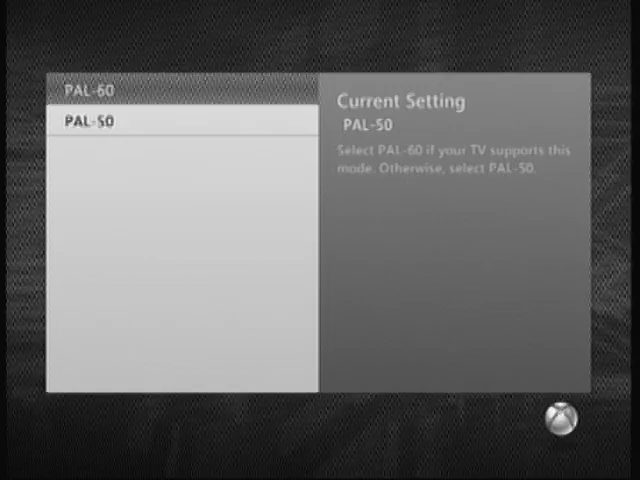 PAL-60
PAL-50
Current Setting
PAL-50
Select PAL-60 if your TV supports this
mode. Otherwise, select PAL-50.